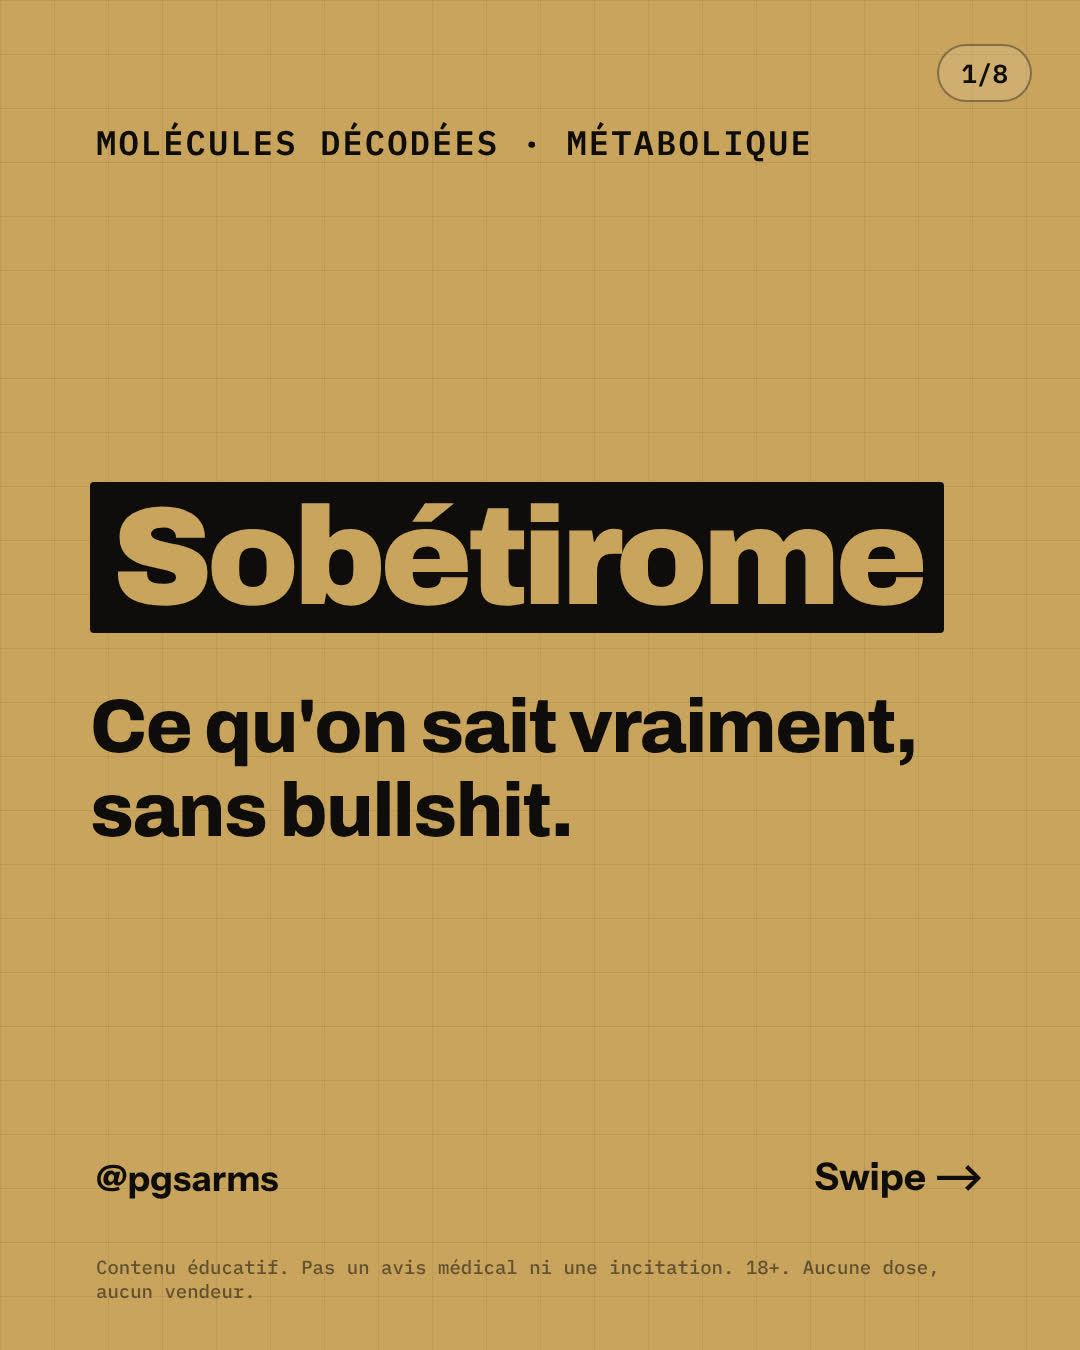 1/8
MOLÉCULES DÉCODÉES · MÉTABOLIQUE
Sobétirome
Ce qu'on sait vraiment,
sans bullshit.
@pgsarms
Swipe →
Contenu éducatif. Pas un avis médical ni une incitation. 18+. Aucune dose,
aucun vendeur.